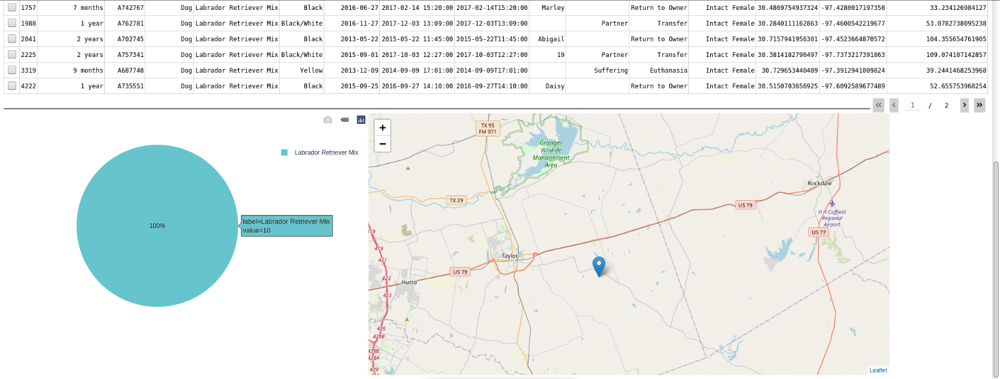 1757 7 months A742767 Dog Labrador Retriever Mix Black 2016-06-27 2017-02-14 15:20:00 2017-02-14T15:20:00 Marley Return to Owner Intact Female 30.4869754937324 -97.4280017197358 33.234126984127
1988 1 year A762781 Dog Labrador Retriever Mix Black/White 2016-11-27 2017-12-03 13:09:00 2017-12-03T13:09:00 Partner Transfer Intact Female 30.2840111162863 -97.4600542219677 53.0782738095238
2041 2 years A702745 Dog Labrador Retriever Mix Black 2013-05-22 2015-05-22 11:45:00 2015-05-22T11:45:00 Abigail Return to Owner Intact Female 30.7157941956301 -97.4523664870572 104.355654761905
2225 2 years A757341 Dog Labrador Retriever Mix Black/White 2015-09-01 2017-10-03 12:27:00 2017-10-03T12:27:00 19 Partner Transfer Intact Female 30.3814182796497 -97.7373217391863 109.074107142857
3319 9 months A687748 Dog Labrador Retriever Mix Yellow 2013-12-09 2014-09-09 17:01:00 2014-09-09T17:01:00 Suffering Euthanasia Intact Female 30.729653440489 -97.3912941009824 39.2441468253968
4222 1 year A735551 Dog Labrador Retriever Mix Black 2015-09-25 2016-09-27 14:10:00 2016-09-27T14:10:00 Daisy Return to Owner Intact Female 30.5150703656925 -97.6092589677489 52.655753968254
1 / 2
Labrador Retriever Mix
100%
label=Labrador Retriever Mix
value=10
+
−
TX 95
FM 971
Granger
Wildlife
Management
Area
TX 29
Rockdale
US 79
H H Coffield
Regional
Airport
US 77
419
421
Taylor
US 79
423
Hutto
423
426
428B
428B
428A
429
Leaflet